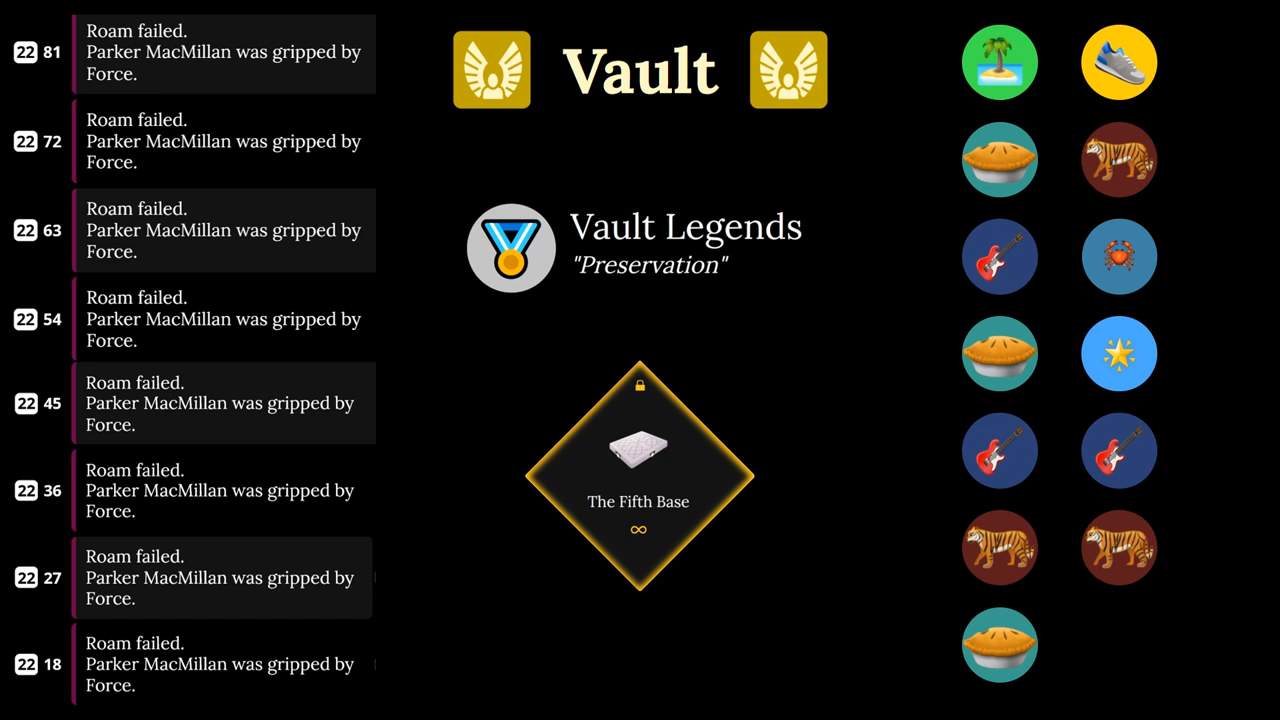 22 81
Roam failed.
Parker MacMillan was gripped by
Force.
22 72
Roam failed.
Parker MacMillan was gripped by
Force.
22 63
Roam failed.
Parker MacMillan was gripped by
Force.
22 54
Roam failed.
Parker MacMillan was gripped by
Force.
22 45
Roam failed.
Parker MacMillan was gripped by
Force.
22 36
Roam failed.
Parker MacMillan was gripped by
Force.
22 27
Roam failed.
Parker MacMillan was gripped by
Force.
22 18
Roam failed.
Parker MacMillan was gripped by
Force.
Vault
Vault Legends
"Preservation"
The Fifth Base
∞